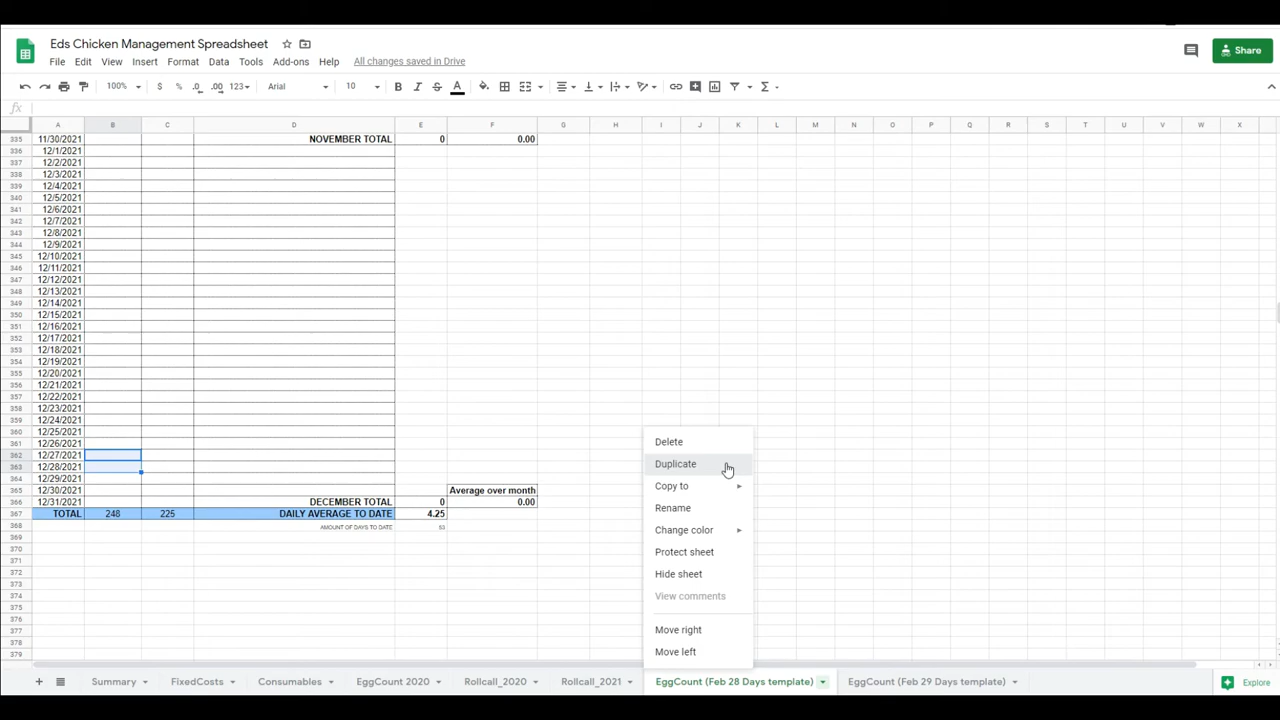 Eds Chicken Management Spreadsheet
File Edit View Insert Format Data Tools Add-ons Help All changes saved in Drive
Share
100% $ % .0 .00 123 Arial 10 B I S A
fx
A B C D E F G H I J K L M N O P Q R S T U V W X
335 11/30/2021 NOVEMBER TOTAL 0 0.00
336 12/1/2021
337 12/2/2021
338 12/3/2021
339 12/4/2021
340 12/5/2021
341 12/6/2021
342 12/7/2021
343 12/8/2021
344 12/9/2021
345 12/10/2021
346 12/11/2021
347 12/12/2021
348 12/13/2021
349 12/14/2021
350 12/15/2021
351 12/16/2021
352 12/17/2021
353 12/18/2021
354 12/19/2021
355 12/20/2021
356 12/21/2021
357 12/22/2021
358 12/23/2021
359 12/24/2021
360 12/25/2021
361 12/26/2021
362 12/27/2021
363 12/28/2021
364 12/29/2021
365 12/30/2021 Average over month
366 12/31/2021 DECEMBER TOTAL 0 0.00
367 TOTAL 248 225 DAILY AVERAGE TO DATE 4.25
368 AMOUNT OF DAYS TO DATE 53
369
370
371
372
373
374
375
376
377
378
379
Delete
Duplicate
Copy to
Rename
Change color
Protect sheet
Hide sheet
View comments
Move right
Move left
Summary FixedCosts Consumables EggCount 2020 Rollcall_2020 Rollcall_2021 EggCount (Feb 28 Days template) EggCount (Feb 29 Days template) Explore